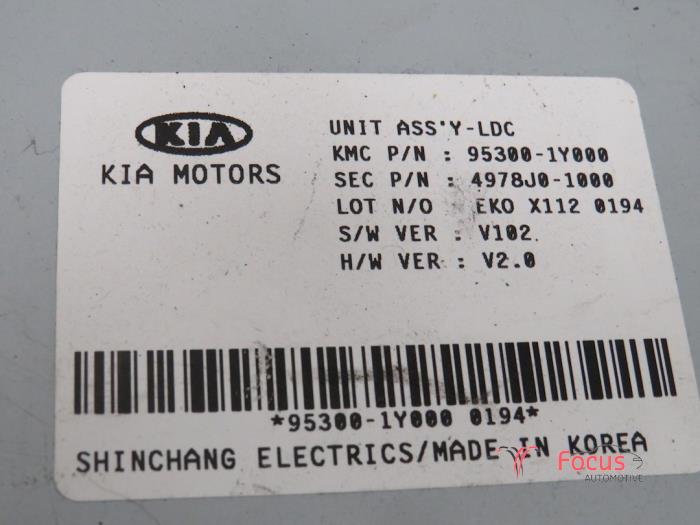 KIA
KIA MOTORS
UNIT ASS'Y-LDC
KMC P/N : 95300-1Y000
SEC P/N : 4978J0-1000
LOT N/O EKO X112 0194
S/W VER : V102
H/W VER : V2.0
*95300-1Y000 0194*
SHINCHANG ELECTRICS/MADE IN KOREA
Focus
AUTOMOTIVE